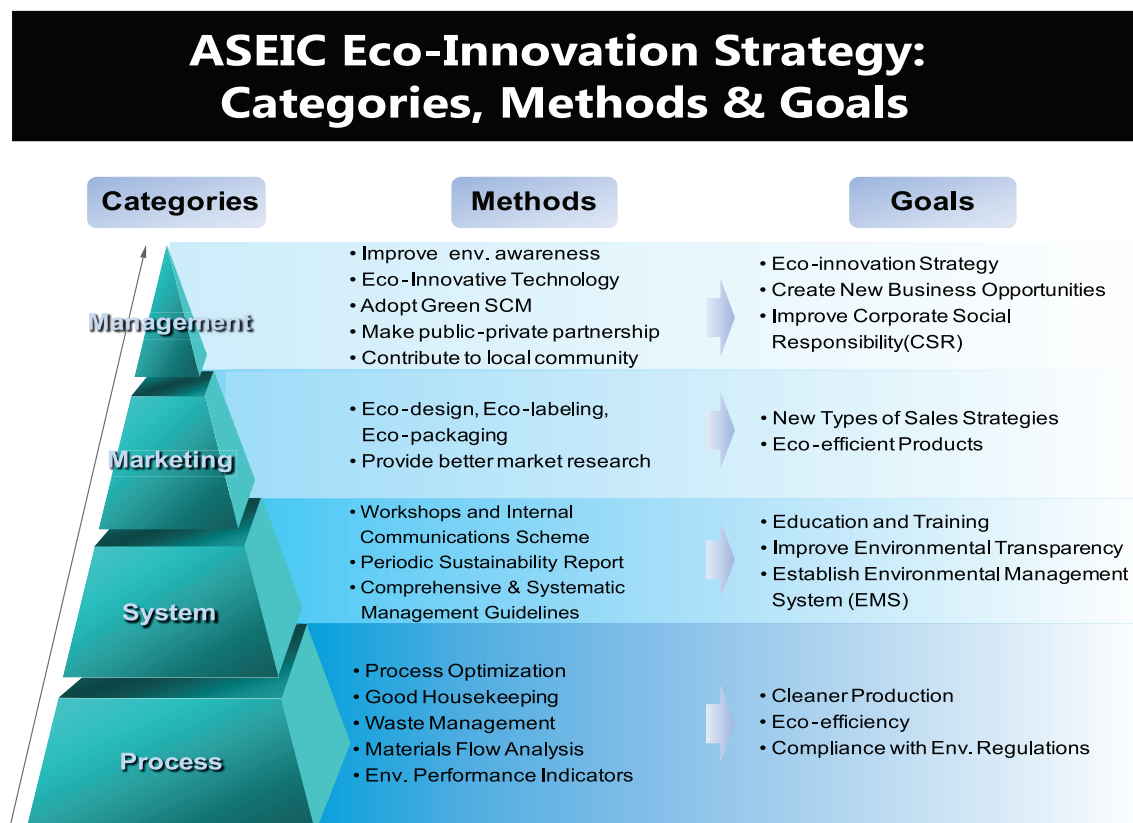 ASEIC Eco-Innovation Strategy:
Categories, Methods & Goals
Categories
Methods
Goals
Management
• Improve env. awareness
• Eco-Innovative Technology
• Adopt Green SCM
• Make public-private partnership
• Contribute to local community
• Eco-innovation Strategy
• Create New Business Opportunities
• Improve Corporate Social
Responsibility(CSR)
Marketing
• Eco-design, Eco-labeling,
Eco-packaging
• Provide better market research
• New Types of Sales Strategies
• Eco-efficient Products
System
• Workshops and Internal
Communications Scheme
• Periodic Sustainability Report
• Comprehensive & Systematic
Management Guidelines
• Education and Training
• Improve Environmental Transparency
• Establish Environmental Management
System (EMS)
Process
• Process Optimization
• Good Housekeeping
• Waste Management
• Materials Flow Analysis
• Env. Performance Indicators
• Cleaner Production
• Eco-efficiency
• Compliance with Env. Regulations